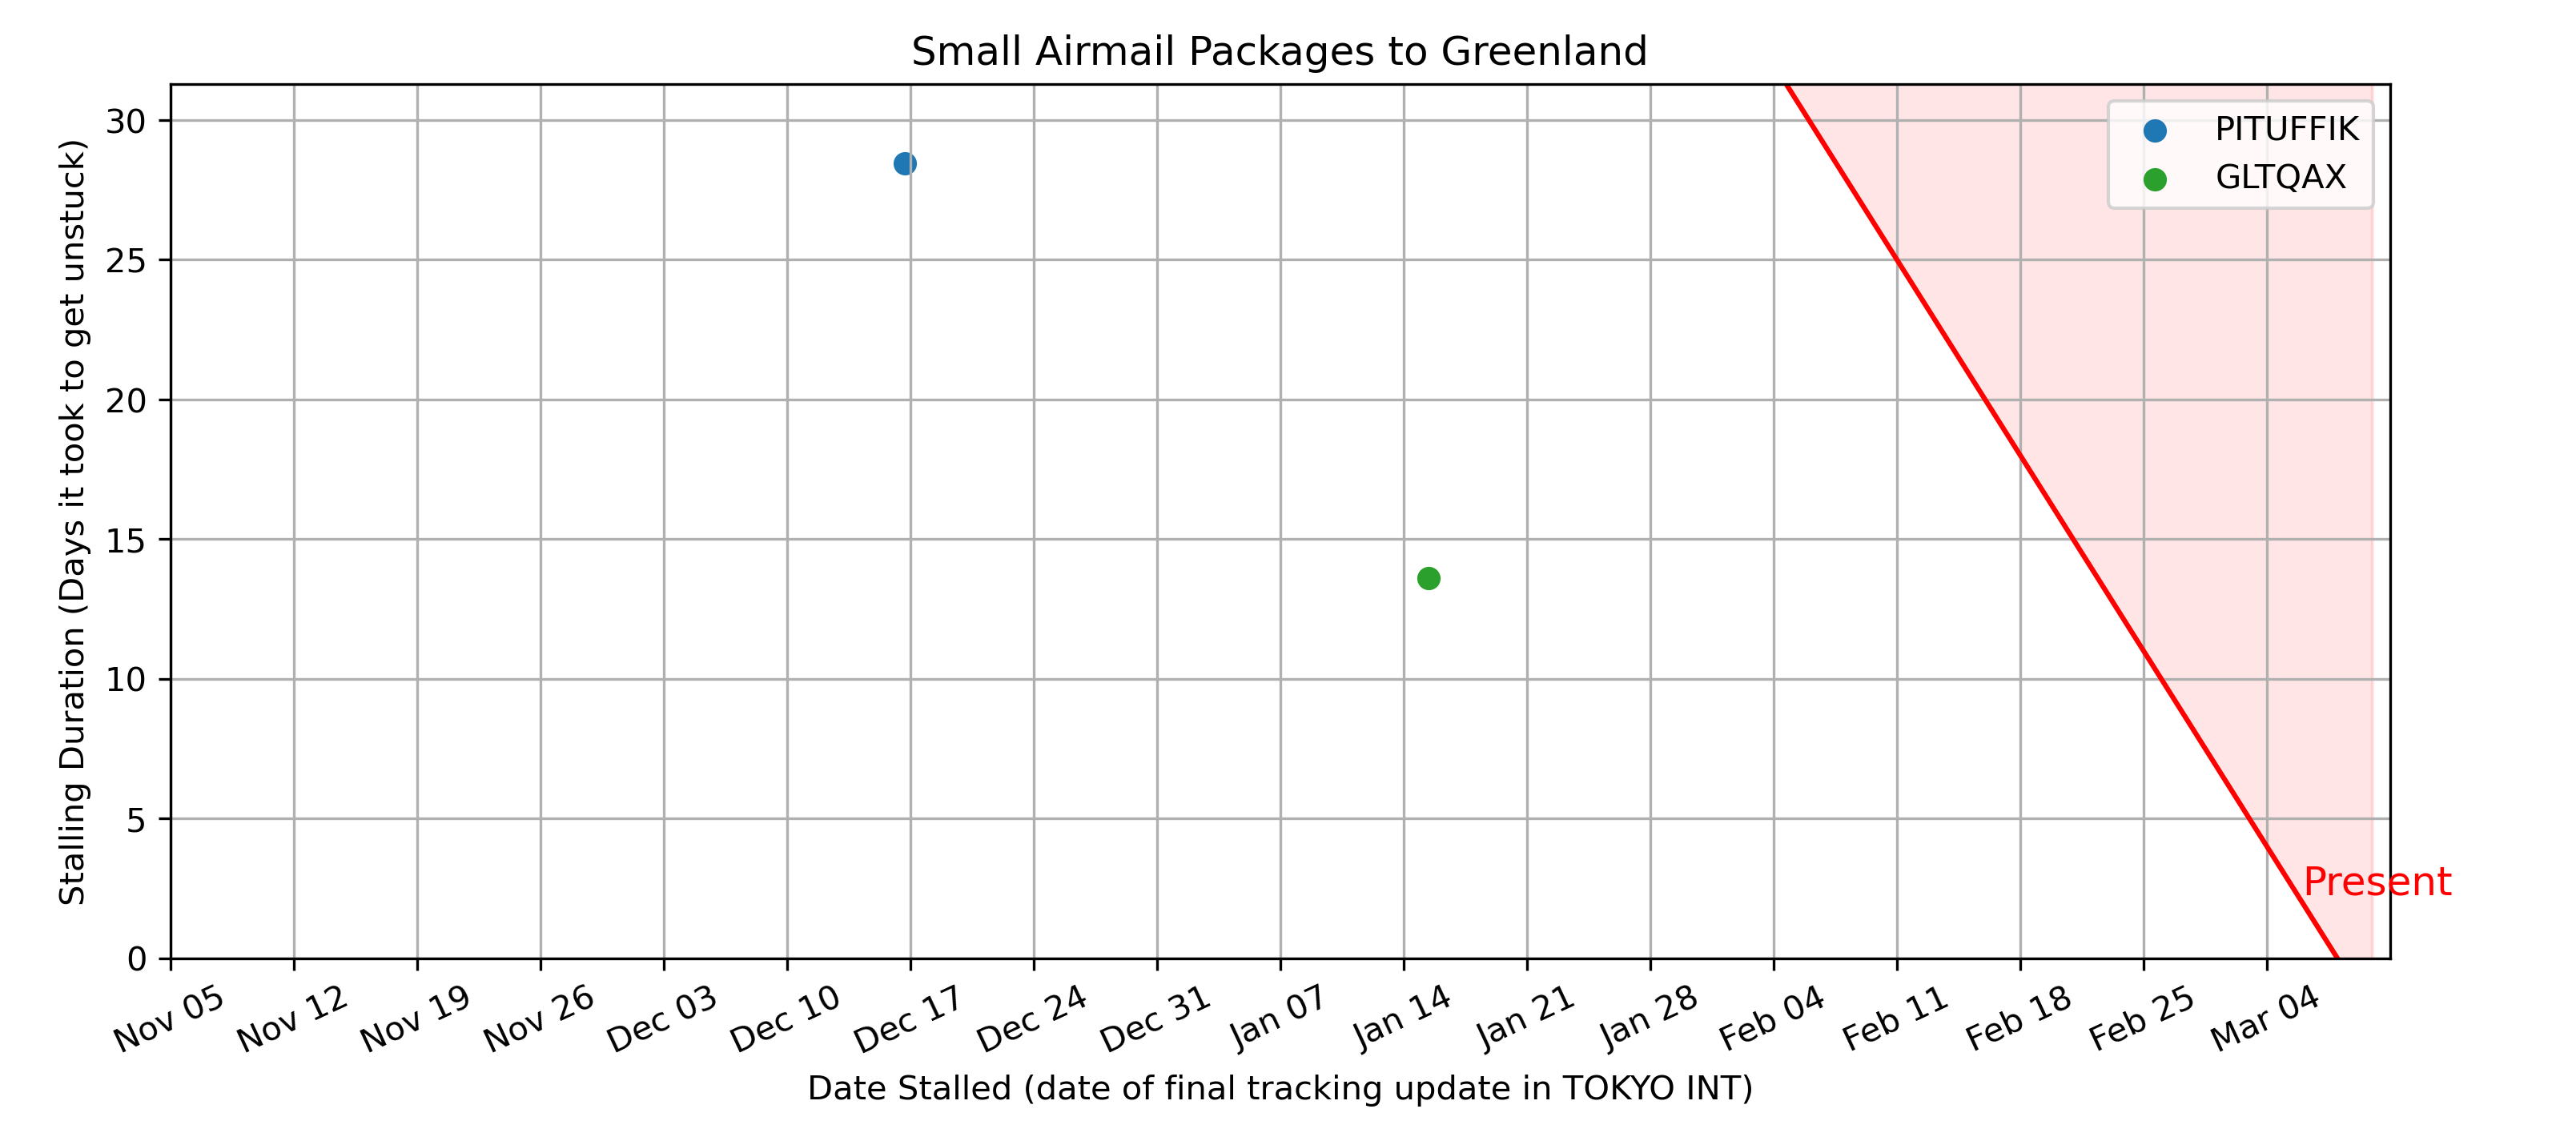 Small Airmail Packages to Greenland
PITUFFIK
GLTQAX
30
25
20
15
10
5
0
Stalling Duration (Days it took to get unstuck)
Present
Nov 05
Nov 12
Nov 19
Nov 26
Dec 03
Dec 10
Dec 17
Dec 24
Dec 31
Jan 07
Jan 14
Jan 21
Jan 28
Feb 04
Feb 11
Feb 18
Feb 25
Mar 04
Date Stalled (date of final tracking update in TOKYO INT)